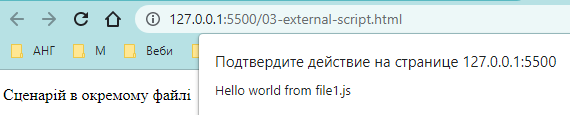 127.0.0.1:5500/03-external-script.html
АНГ М Веби
Подтвердите действие на странице 127.0.0.1:5500
Hello world from file1.js
Сценарій в окремому файлі